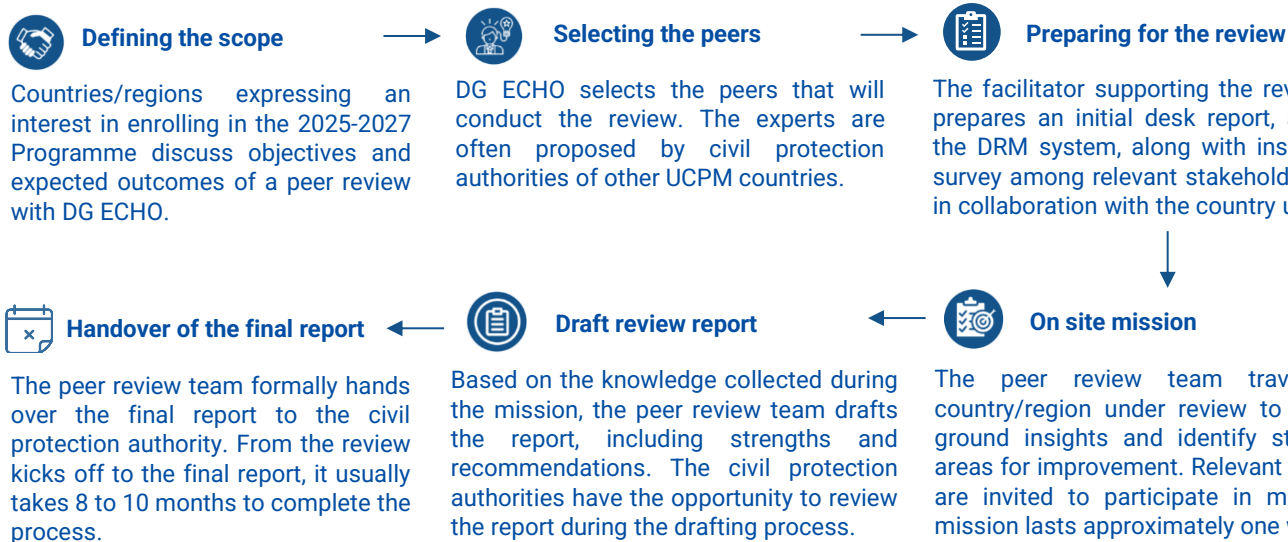 Defining the scope
Countries/regions expressing an
interest in enrolling in the 2025-2027
Programme discuss objectives and
expected outcomes of a peer review
with DG ECHO.
Selecting the peers
DG ECHO selects the peers that will
conduct the review. The experts are
often proposed by civil protection
authorities of other UCPM countries.
Preparing for the review
The facilitator supporting the
prepares an initial desk report,
the DRM system, along with
survey among relevant
in collaboration with the country
On site mission
The peer review team
country/region under review to
ground insights and identify
areas for improvement. Relevant
are invited to participate in
mission lasts approximately one
Draft review report
Based on the knowledge collected during
the mission, the peer review team drafts
the report, including strengths and
recommendations. The civil protection
authorities have the opportunity to review
the report during the drafting process.
Handover of the final report
The peer review team formally hands
over the final report to the civil
protection authority. From the review
kicks off to the final report, it usually
takes 8 to 10 months to complete the
process.